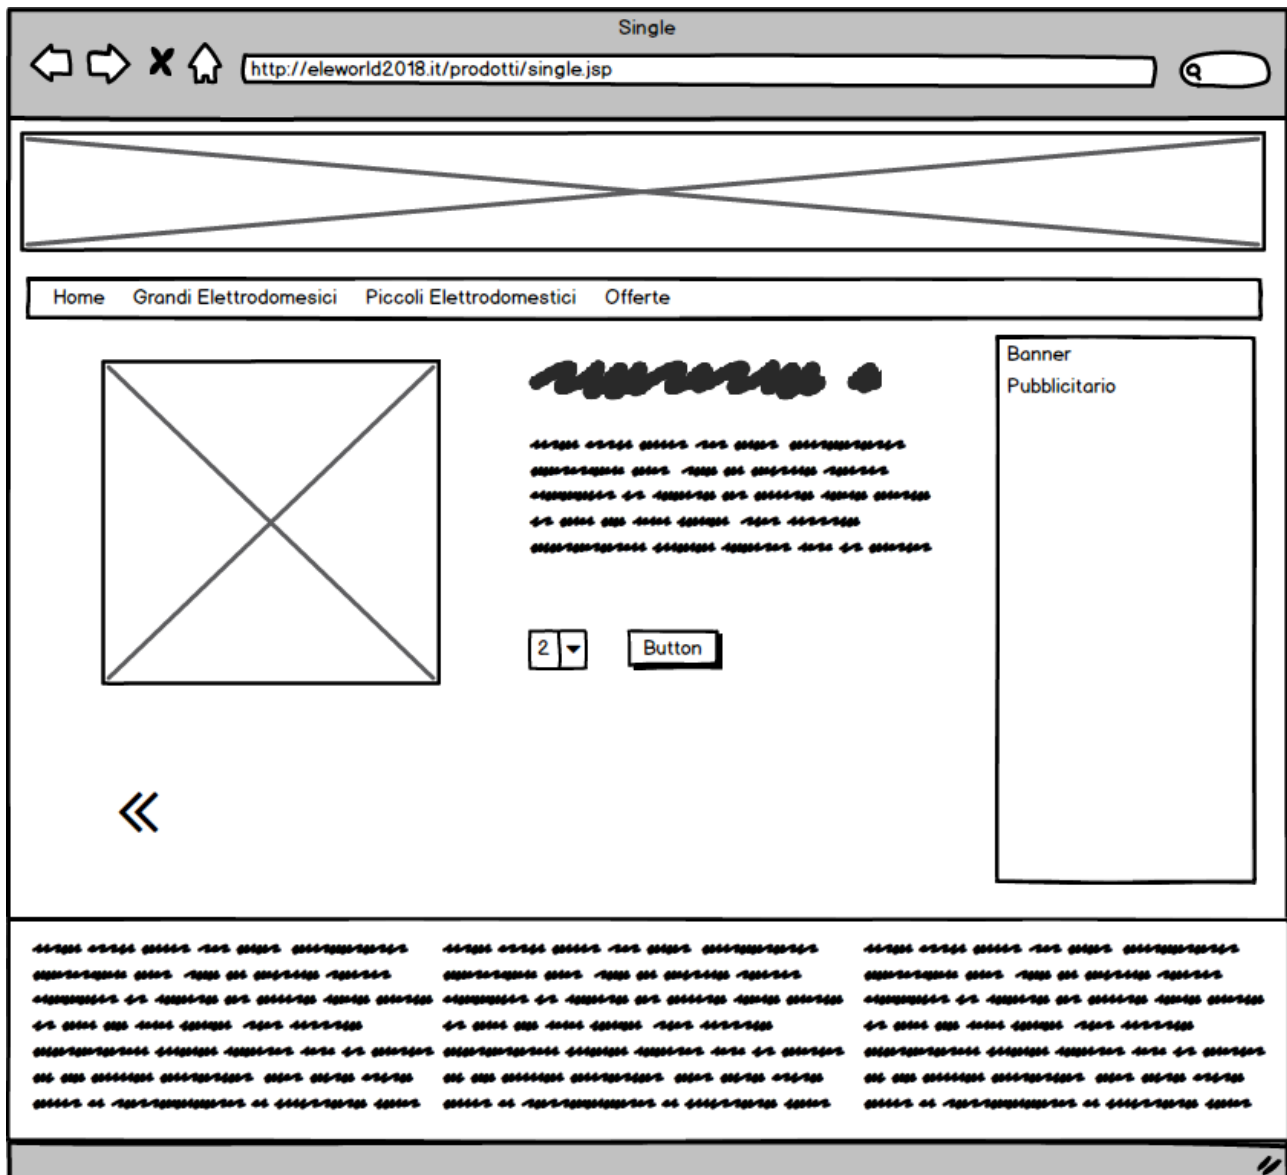 Single
http://eleworld2018.it/prodotti/single.jsp
Home Grandi Elettrodomesici Piccoli Elettrodomestici Offerte
Banner
Pubblicitario
2 Button